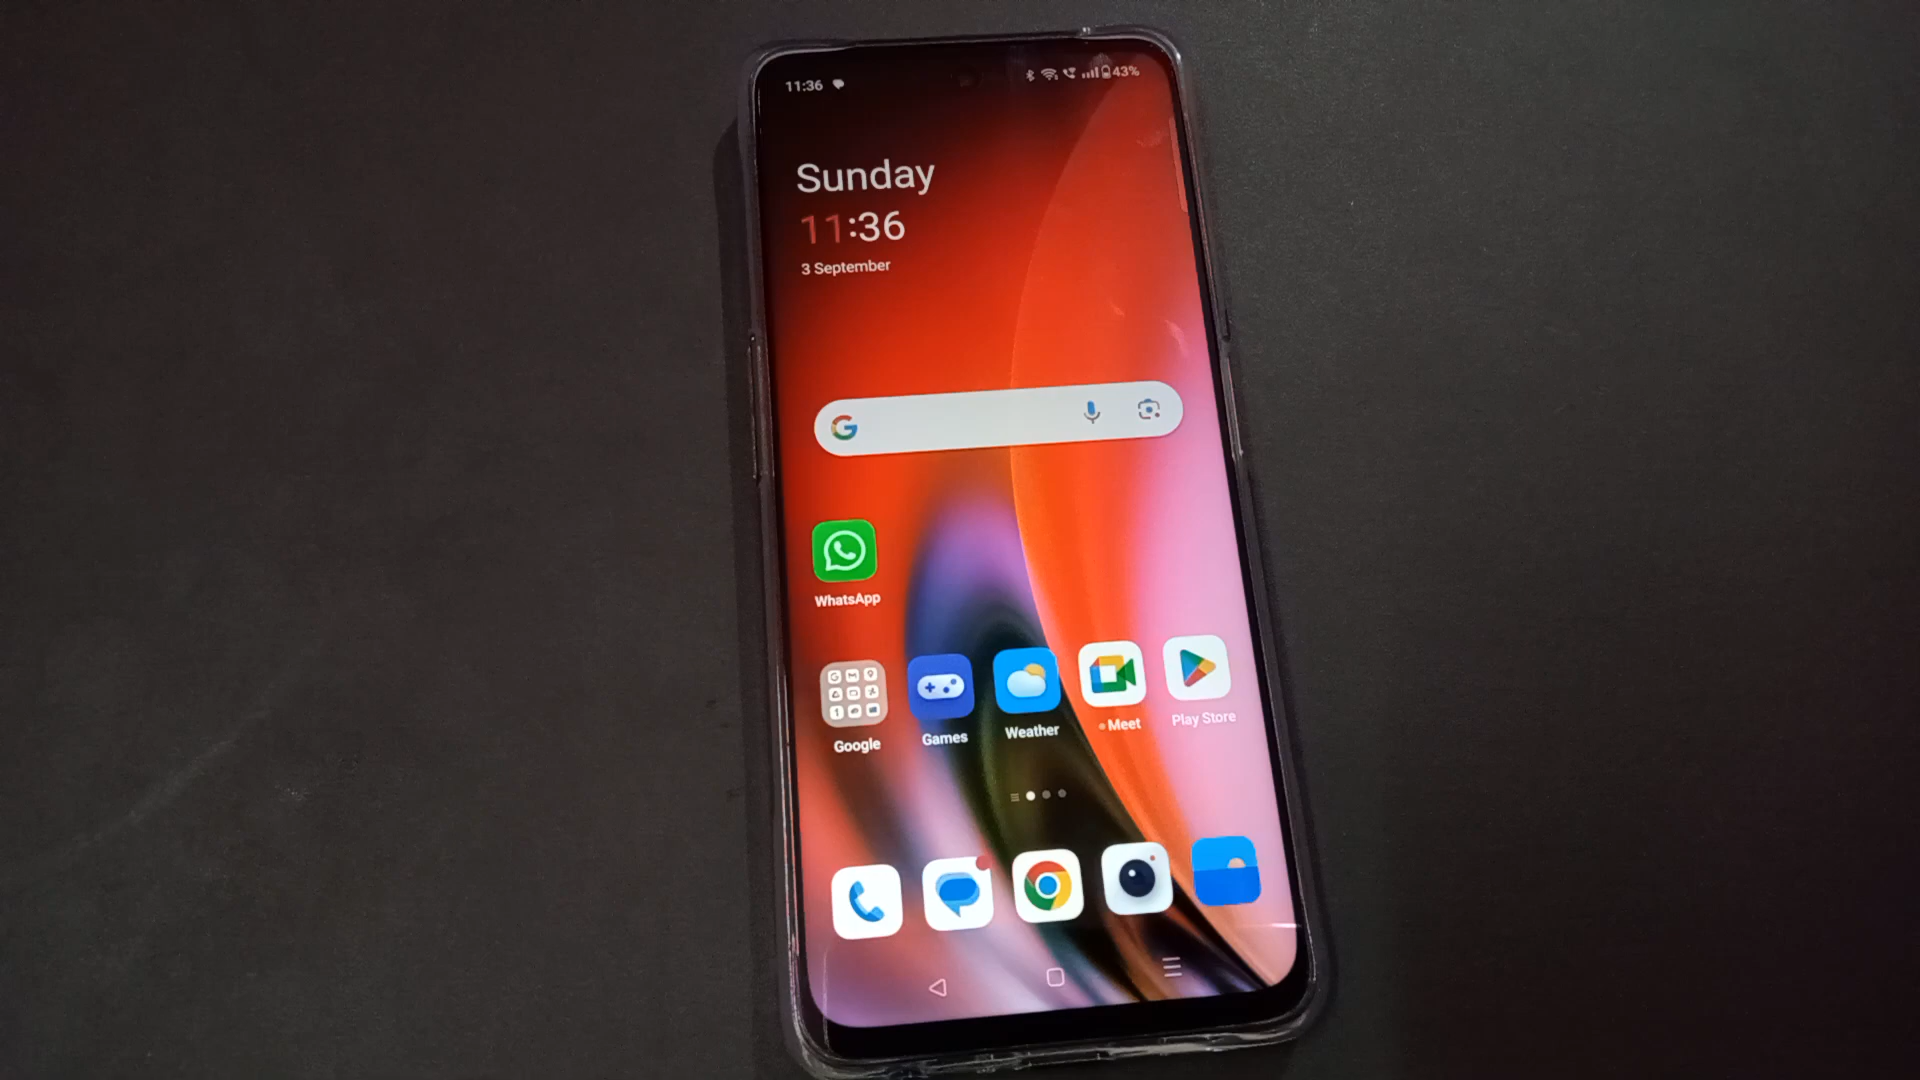 11:36 43%
Sunday
11:36
3 September
G
WhatsApp
Google
Games
Weather
Meet
Play Store